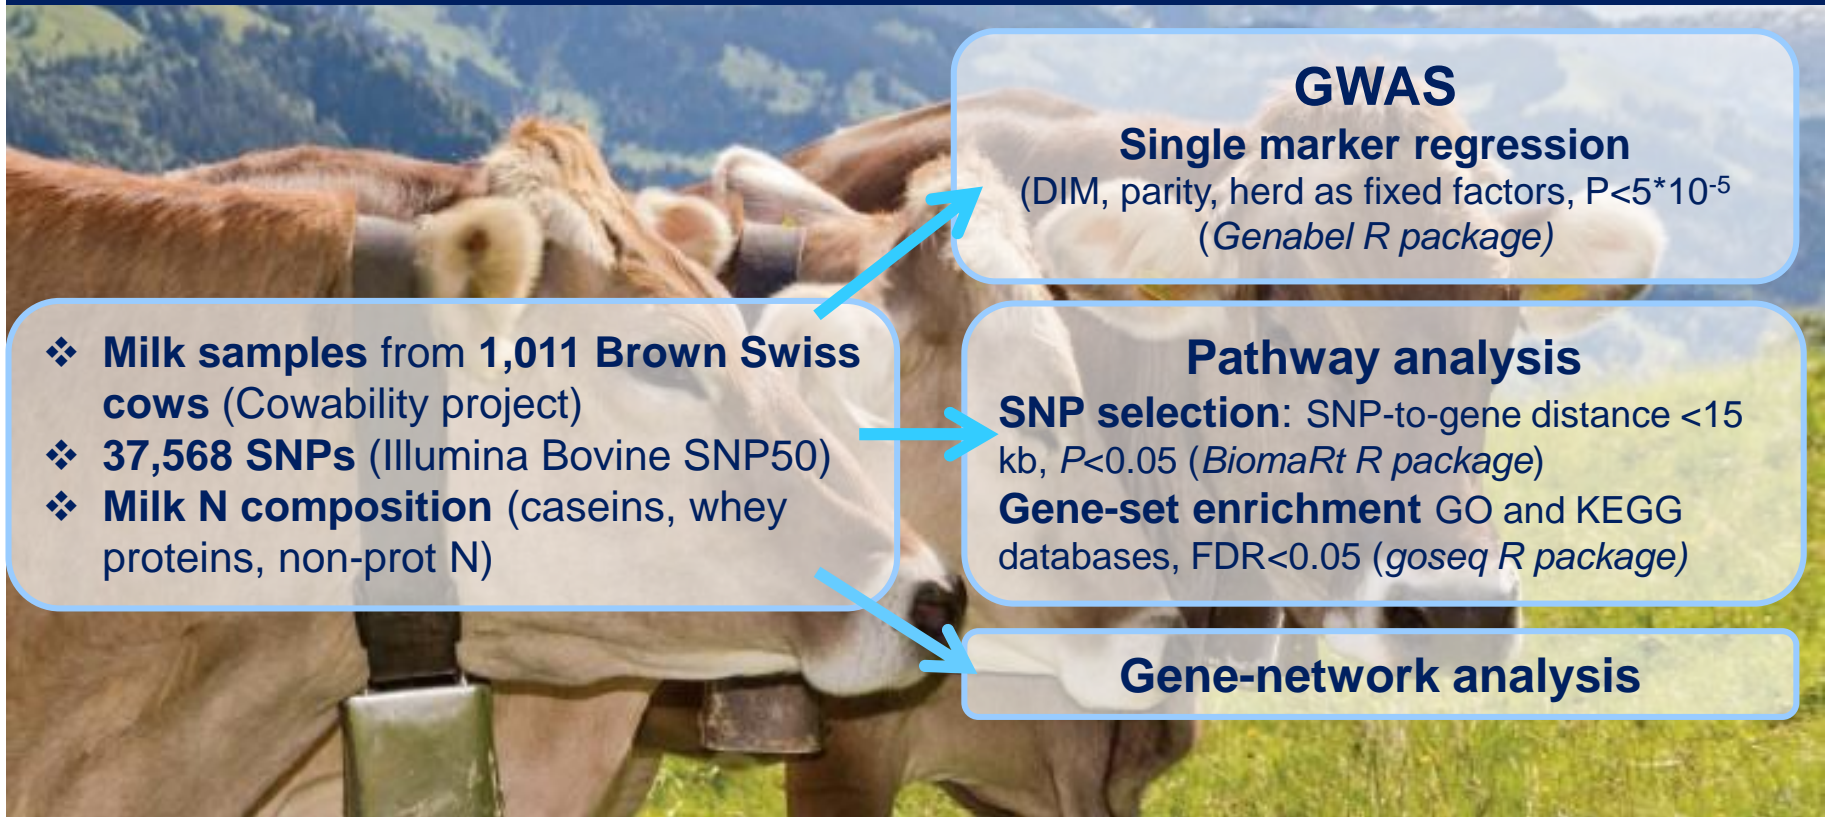 ❖ Milk samples from 1,011 Brown Swiss
cows (Cowability project)
❖ 37,568 SNPs (Illumina Bovine SNP50)
❖ Milk N composition (caseins, whey
proteins, non-prot N)
GWAS
Single marker regression
(DIM, parity, herd as fixed factors, P<5*10⁻⁵
(Genabel R package)
Pathway analysis
SNP selection: SNP-to-gene distance <15
kb, P<0.05 (BiomaRt R package)
Gene-set enrichment GO and KEGG
databases, FDR<0.05 (goseq R package)
Gene-network analysis